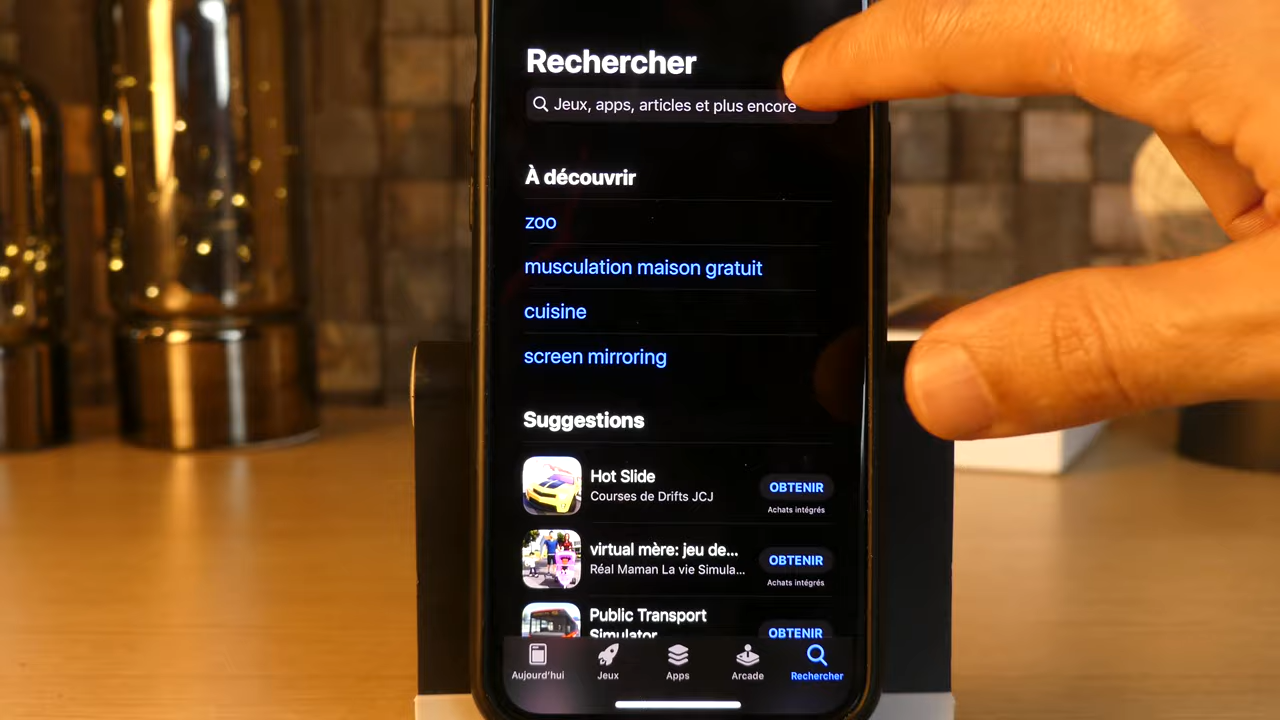 Rechercher
Jeux, apps, articles et plus encore
À découvrir
zoo
musculation maison gratuit
cuisine
screen mirroring
Suggestions
Hot Slide
Courses de Drifts JCJ
OBTENIR
Achats intégrés
virtual mère: jeu de...
Réal Maman La vie Simula...
OBTENIR
Achats intégrés
Public Transport
Simulator
OBTENIR
Aujourd'hui
Jeux
Apps
Arcade
Rechercher